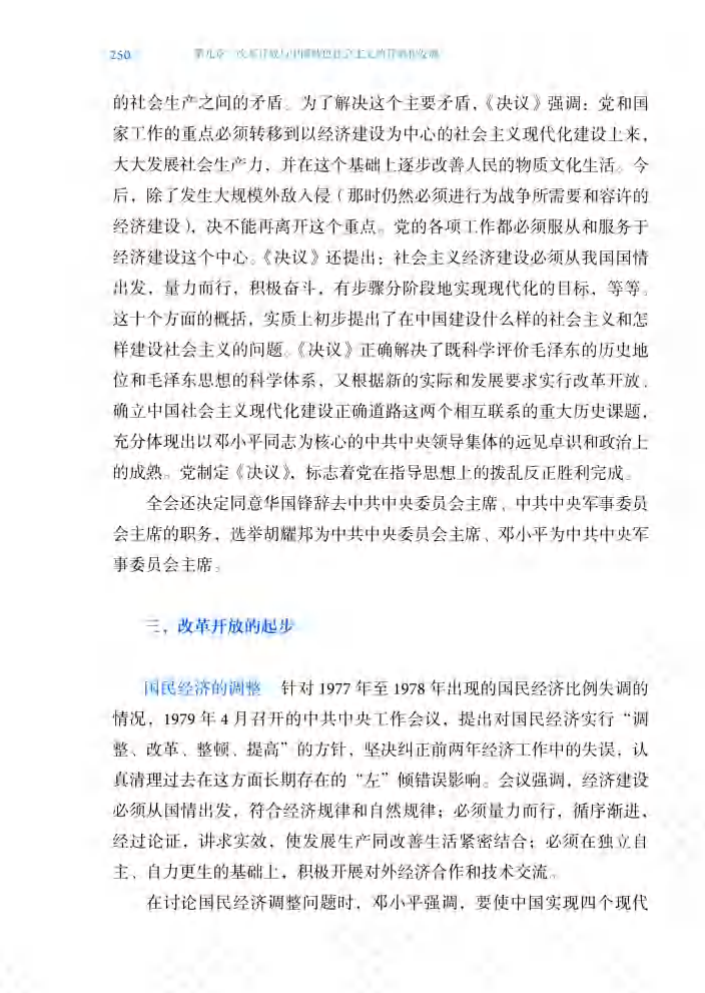 250 第九章 改革开放与中国特色社会主义的开创和发展
的社会生产之间的矛盾。为了解决这个主要矛盾，《决议》强调：党和国
家工作的重点必须转移到以经济建设为中心的社会主义现代化建设上来，
大大发展社会生产力，并在这个基础上逐步改善人民的物质文化生活。今
后，除了发生大规模外敌入侵（那时仍然必须进行为战争所需要和容许的
经济建设），决不能再离开这个重点。党的各项工作都必须服从和服务于
经济建设这个中心。《决议》还提出：社会主义经济建设必须从我国国情
出发，量力而行，积极奋斗，有步骤分阶段地实现现代化的目标，等等。
这十个方面的概括，实质上初步提出了在中国建设什么样的社会主义和怎
样建设社会主义的问题。《决议》正确解决了既科学评价毛泽东的历史地
位和毛泽东思想的科学体系，又根据新的实际和发展要求实行改革开放、
确立中国社会主义现代化建设正确道路这两个相互联系的重大历史课题，
充分体现出以邓小平同志为核心的中共中央领导集体的远见卓识和政治上
的成熟。党制定《决议》，标志着党在指导思想上的拨乱反正胜利完成。
全会还决定同意华国锋辞去中共中央委员会主席、中共中央军事委员
会主席的职务，选举胡耀邦为中共中央委员会主席、邓小平为中共中央军
事委员会主席。
三、改革开放的起步
国民经济的调整 针对 1977 年至 1978 年出现的国民经济比例失调的
情况，1979 年 4 月召开的中共中央工作会议，提出对国民经济实行“调
整、改革、整顿、提高”的方针，坚决纠正前两年经济工作中的失误，认
真清理过去在这方面长期存在的“左”倾错误影响。会议强调，经济建设
必须从国情出发，符合经济规律和自然规律；必须量力而行，循序渐进，
经过论证，讲求实效，使发展生产同改善生活紧密结合；必须在独立自
主、自力更生的基础上，积极开展对外经济合作和技术交流。
在讨论国民经济调整问题时，邓小平强调，要使中国实现四个现代